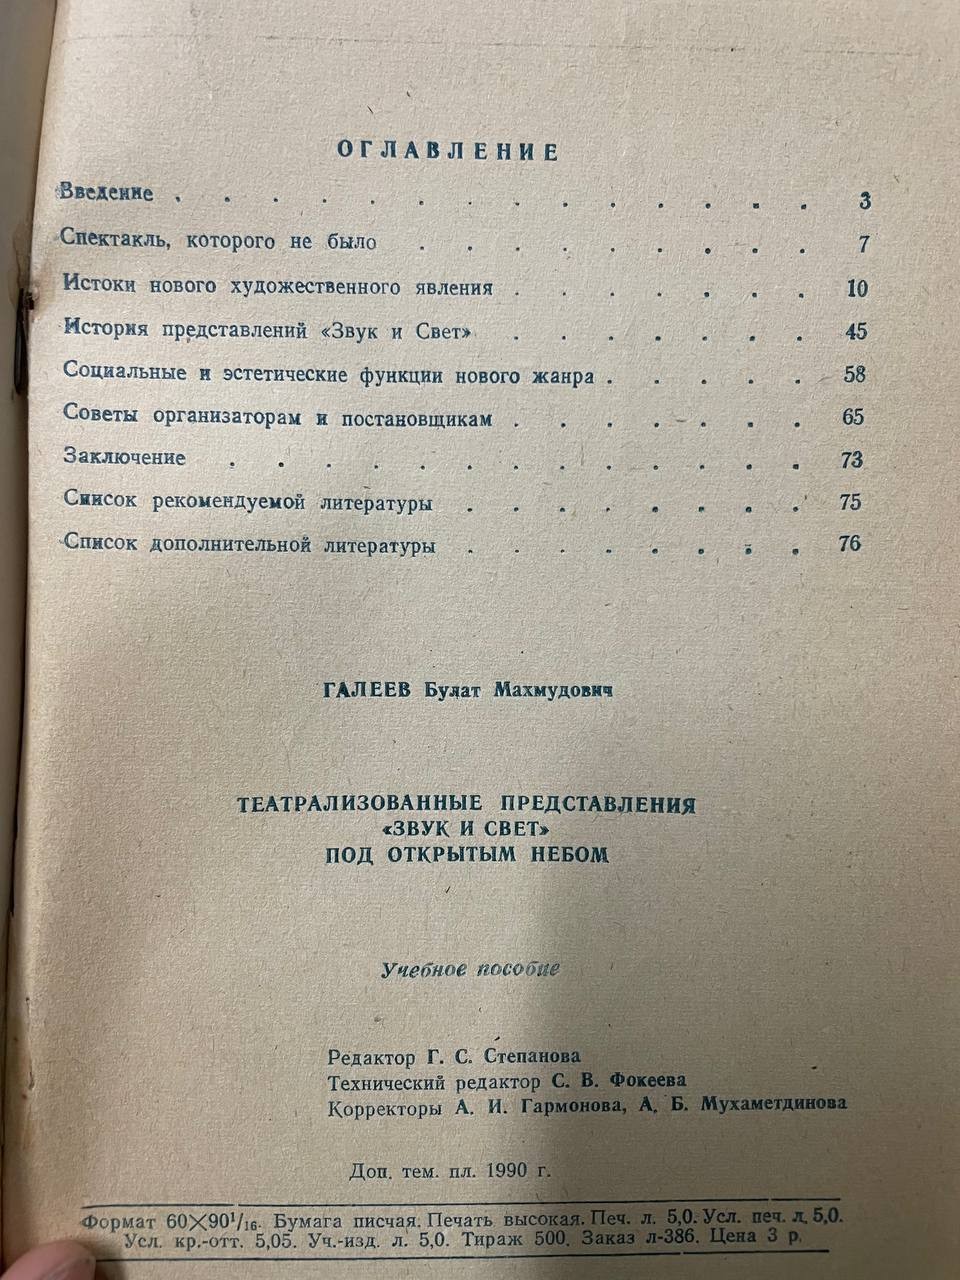 ОГЛАВЛЕНИЕ
Введение . . . . . . . . . . . . . . 3
Спектакль, которого не было . . . . . . . . . 7
Истоки нового художественного явления . . . . . . . 10
История представлений «Звук и Свет» . . . . . . . 45
Социальные и эстетические функции нового жанра . . . . . 58
Советы организаторам и постановщикам . . . . . . . 65
Заключение . . . . . . . . . . . . . 73
Список рекомендуемой литературы . . . . . . . . 75
Список дополнительной литературы . . . . . . . . 76
ГАЛЕЕВ Булат Махмудович
ТЕАТРАЛИЗОВАННЫЕ ПРЕДСТАВЛЕНИЯ
«ЗВУК И СВЕТ»
ПОД ОТКРЫТЫМ НЕБОМ
Учебное пособие
Редактор Г. С. Степанова
Технический редактор С. В. Фокеева
Корректоры А. И. Гармонова, А. Б. Мухаметдинова
Доп. тем. пл. 1990 г.
Формат 60×90¹/₁₆. Бумага писчая. Печать высокая. Печ. л. 5,0. Усл. печ. л. 5,0.
Усл. кр.-отт. 5,05. Уч.-изд. л. 5,0. Тираж 500. Заказ л-386. Цена 3 р.